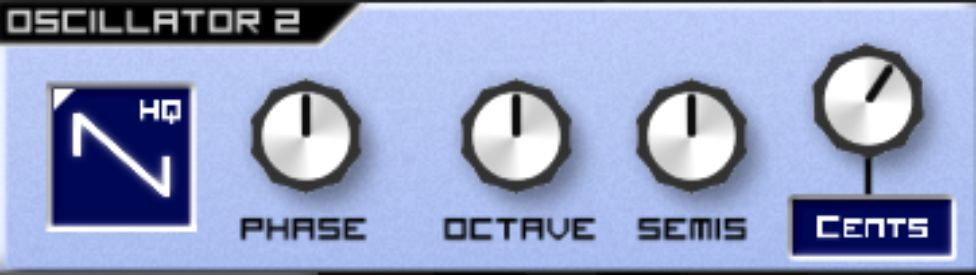 OSCILLATOR 2
HQ
PHASE
OCTAVE
SEMIS
CENTS